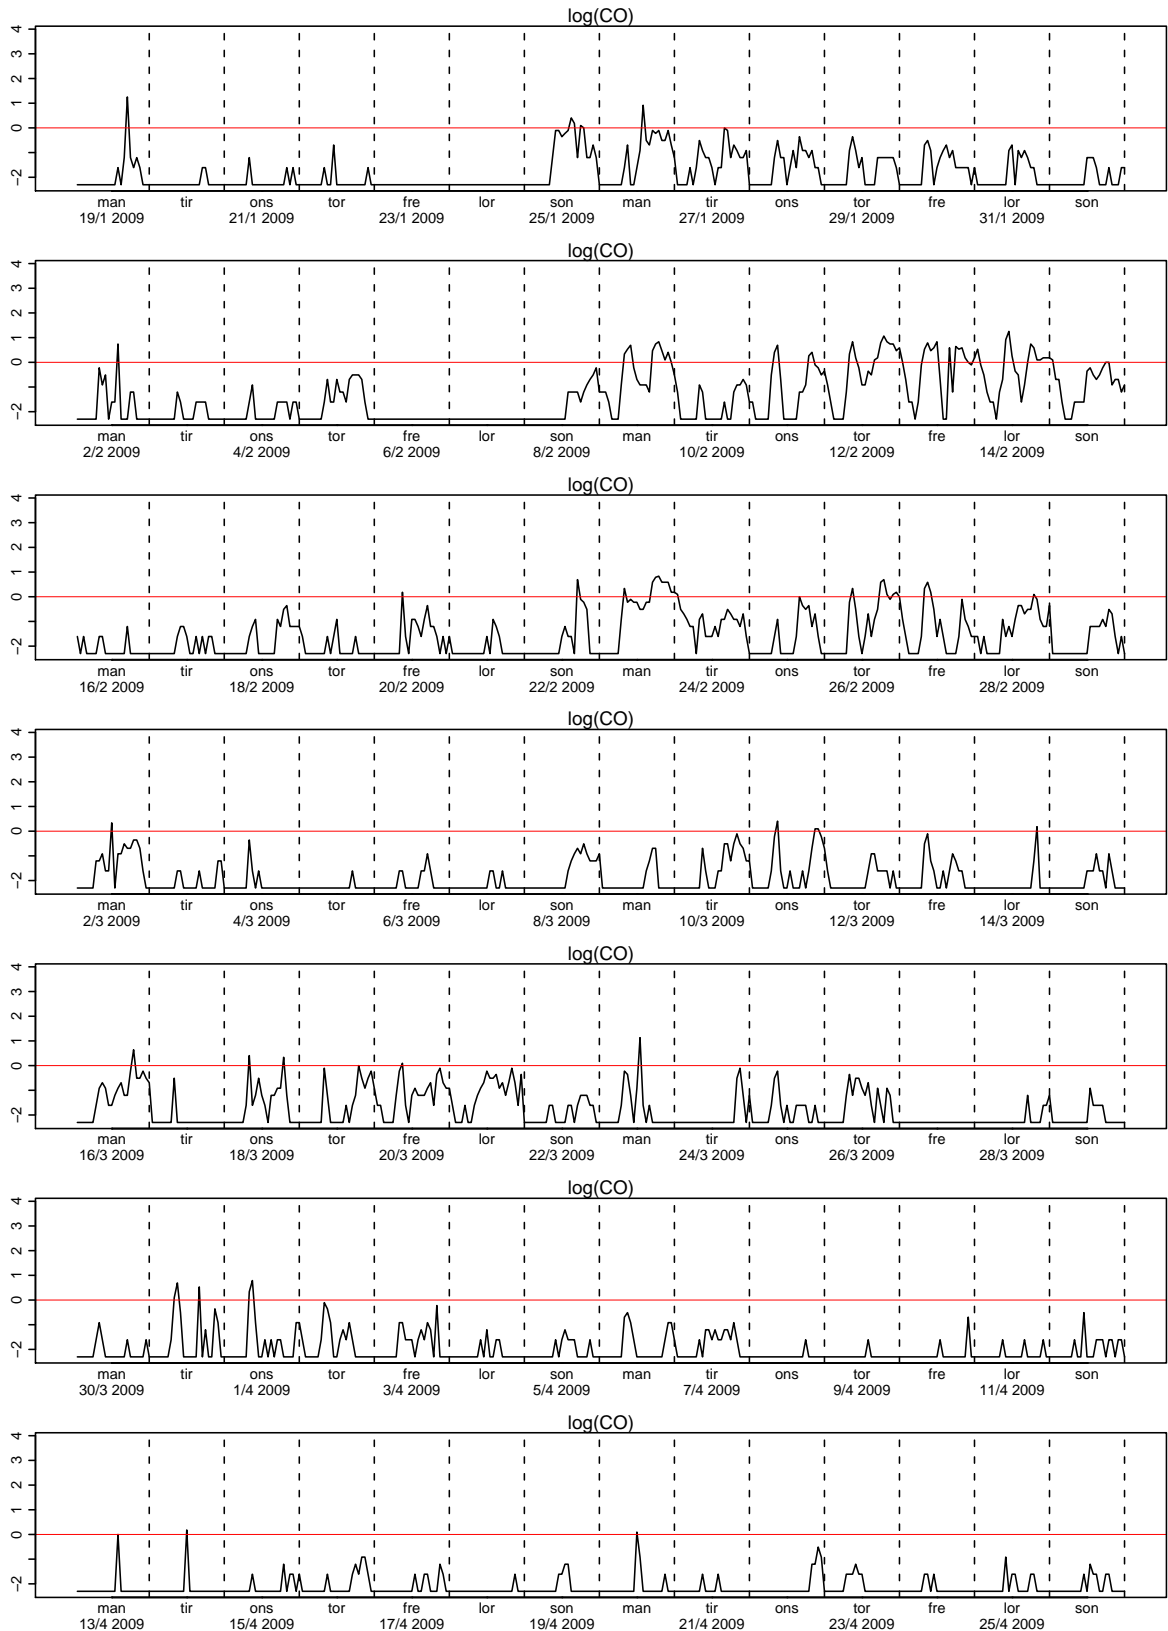 log(CO)
4
3
2
1
0
−2
man tir ons tor fre lor son man tir ons tor fre lor son
19/1 2009 21/1 2009 23/1 2009 25/1 2009 27/1 2009 29/1 2009 31/1 2009
log(CO)
4
3
2
1
0
−2
man tir ons tor fre lor son man tir ons tor fre lor son
2/2 2009 4/2 2009 6/2 2009 8/2 2009 10/2 2009 12/2 2009 14/2 2009
log(CO)
4
3
2
1
0
−2
man tir ons tor fre lor son man tir ons tor fre lor son
16/2 2009 18/2 2009 20/2 2009 22/2 2009 24/2 2009 26/2 2009 28/2 2009
log(CO)
4
3
2
1
0
−2
man tir ons tor fre lor son man tir ons tor fre lor son
2/3 2009 4/3 2009 6/3 2009 8/3 2009 10/3 2009 12/3 2009 14/3 2009
log(CO)
4
3
2
1
0
−2
man tir ons tor fre lor son man tir ons tor fre lor son
16/3 2009 18/3 2009 20/3 2009 22/3 2009 24/3 2009 26/3 2009 28/3 2009
log(CO)
4
3
2
1
0
−2
man tir ons tor fre lor son man tir ons tor fre lor son
30/3 2009 1/4 2009 3/4 2009 5/4 2009 7/4 2009 9/4 2009 11/4 2009
log(CO)
4
3
2
1
0
−2
man tir ons tor fre lor son man tir ons tor fre lor son
13/4 2009 15/4 2009 17/4 2009 19/4 2009 21/4 2009 23/4 2009 25/4 2009